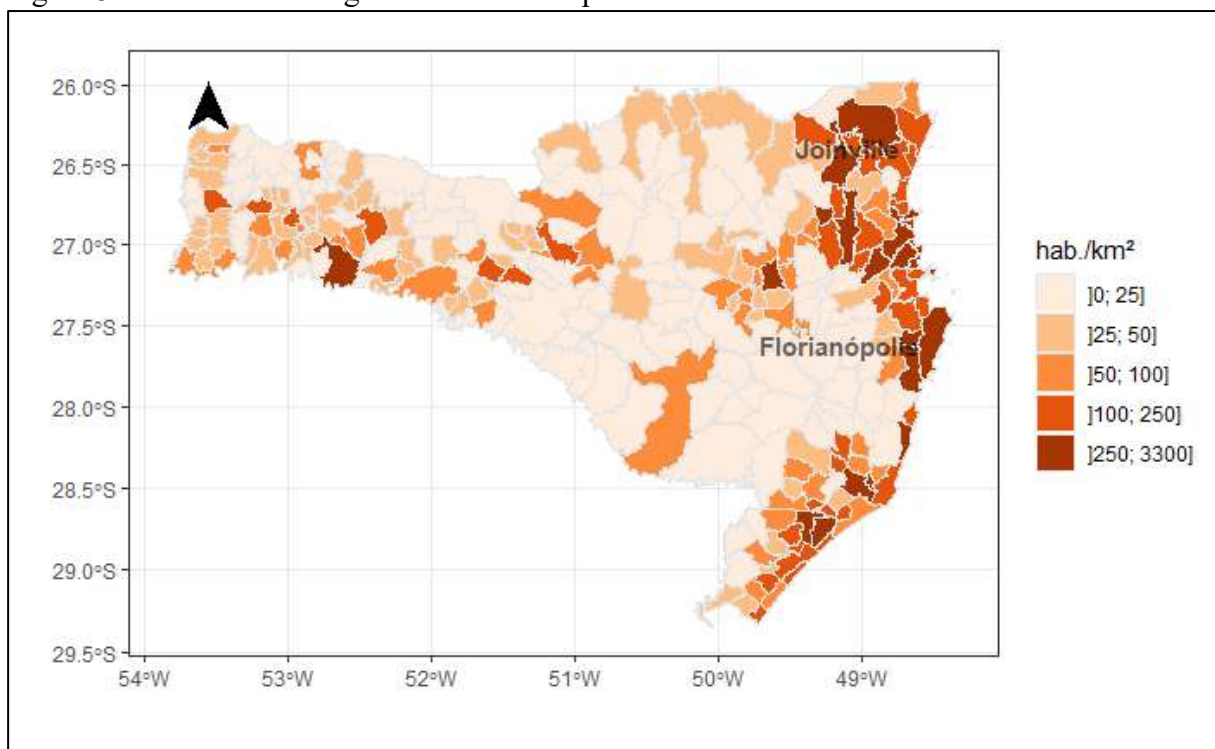 26.0°S
26.5°S
27.0°S
27.5°S
28.0°S
28.5°S
29.0°S
29.5°S
54°W
53°W
52°W
51°W
50°W
49°W
Joinville
Florianópolis
hab./km²
]0; 25]
]25; 50]
]50; 100]
]100; 250]
]250; 3300]